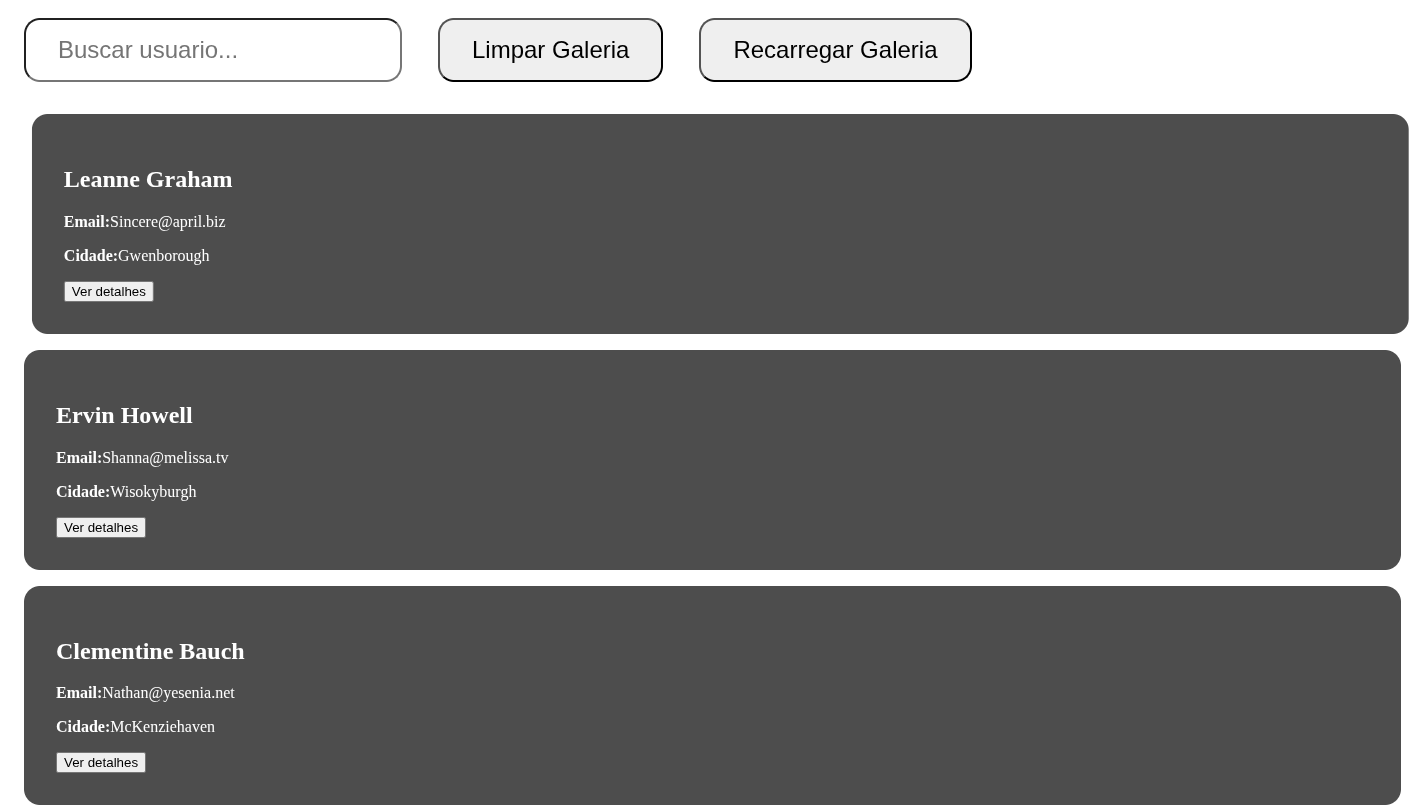 Buscar usuario...
Limpar Galeria
Recarregar Galeria
Leanne Graham
Email:Sincere@april.biz
Cidade:Gwenborough
Ver detalhes
Ervin Howell
Email:Shanna@melissa.tv
Cidade:Wisokyburgh
Ver detalhes
Clementine Bauch
Email:Nathan@yesenia.net
Cidade:McKenziehaven
Ver detalhes